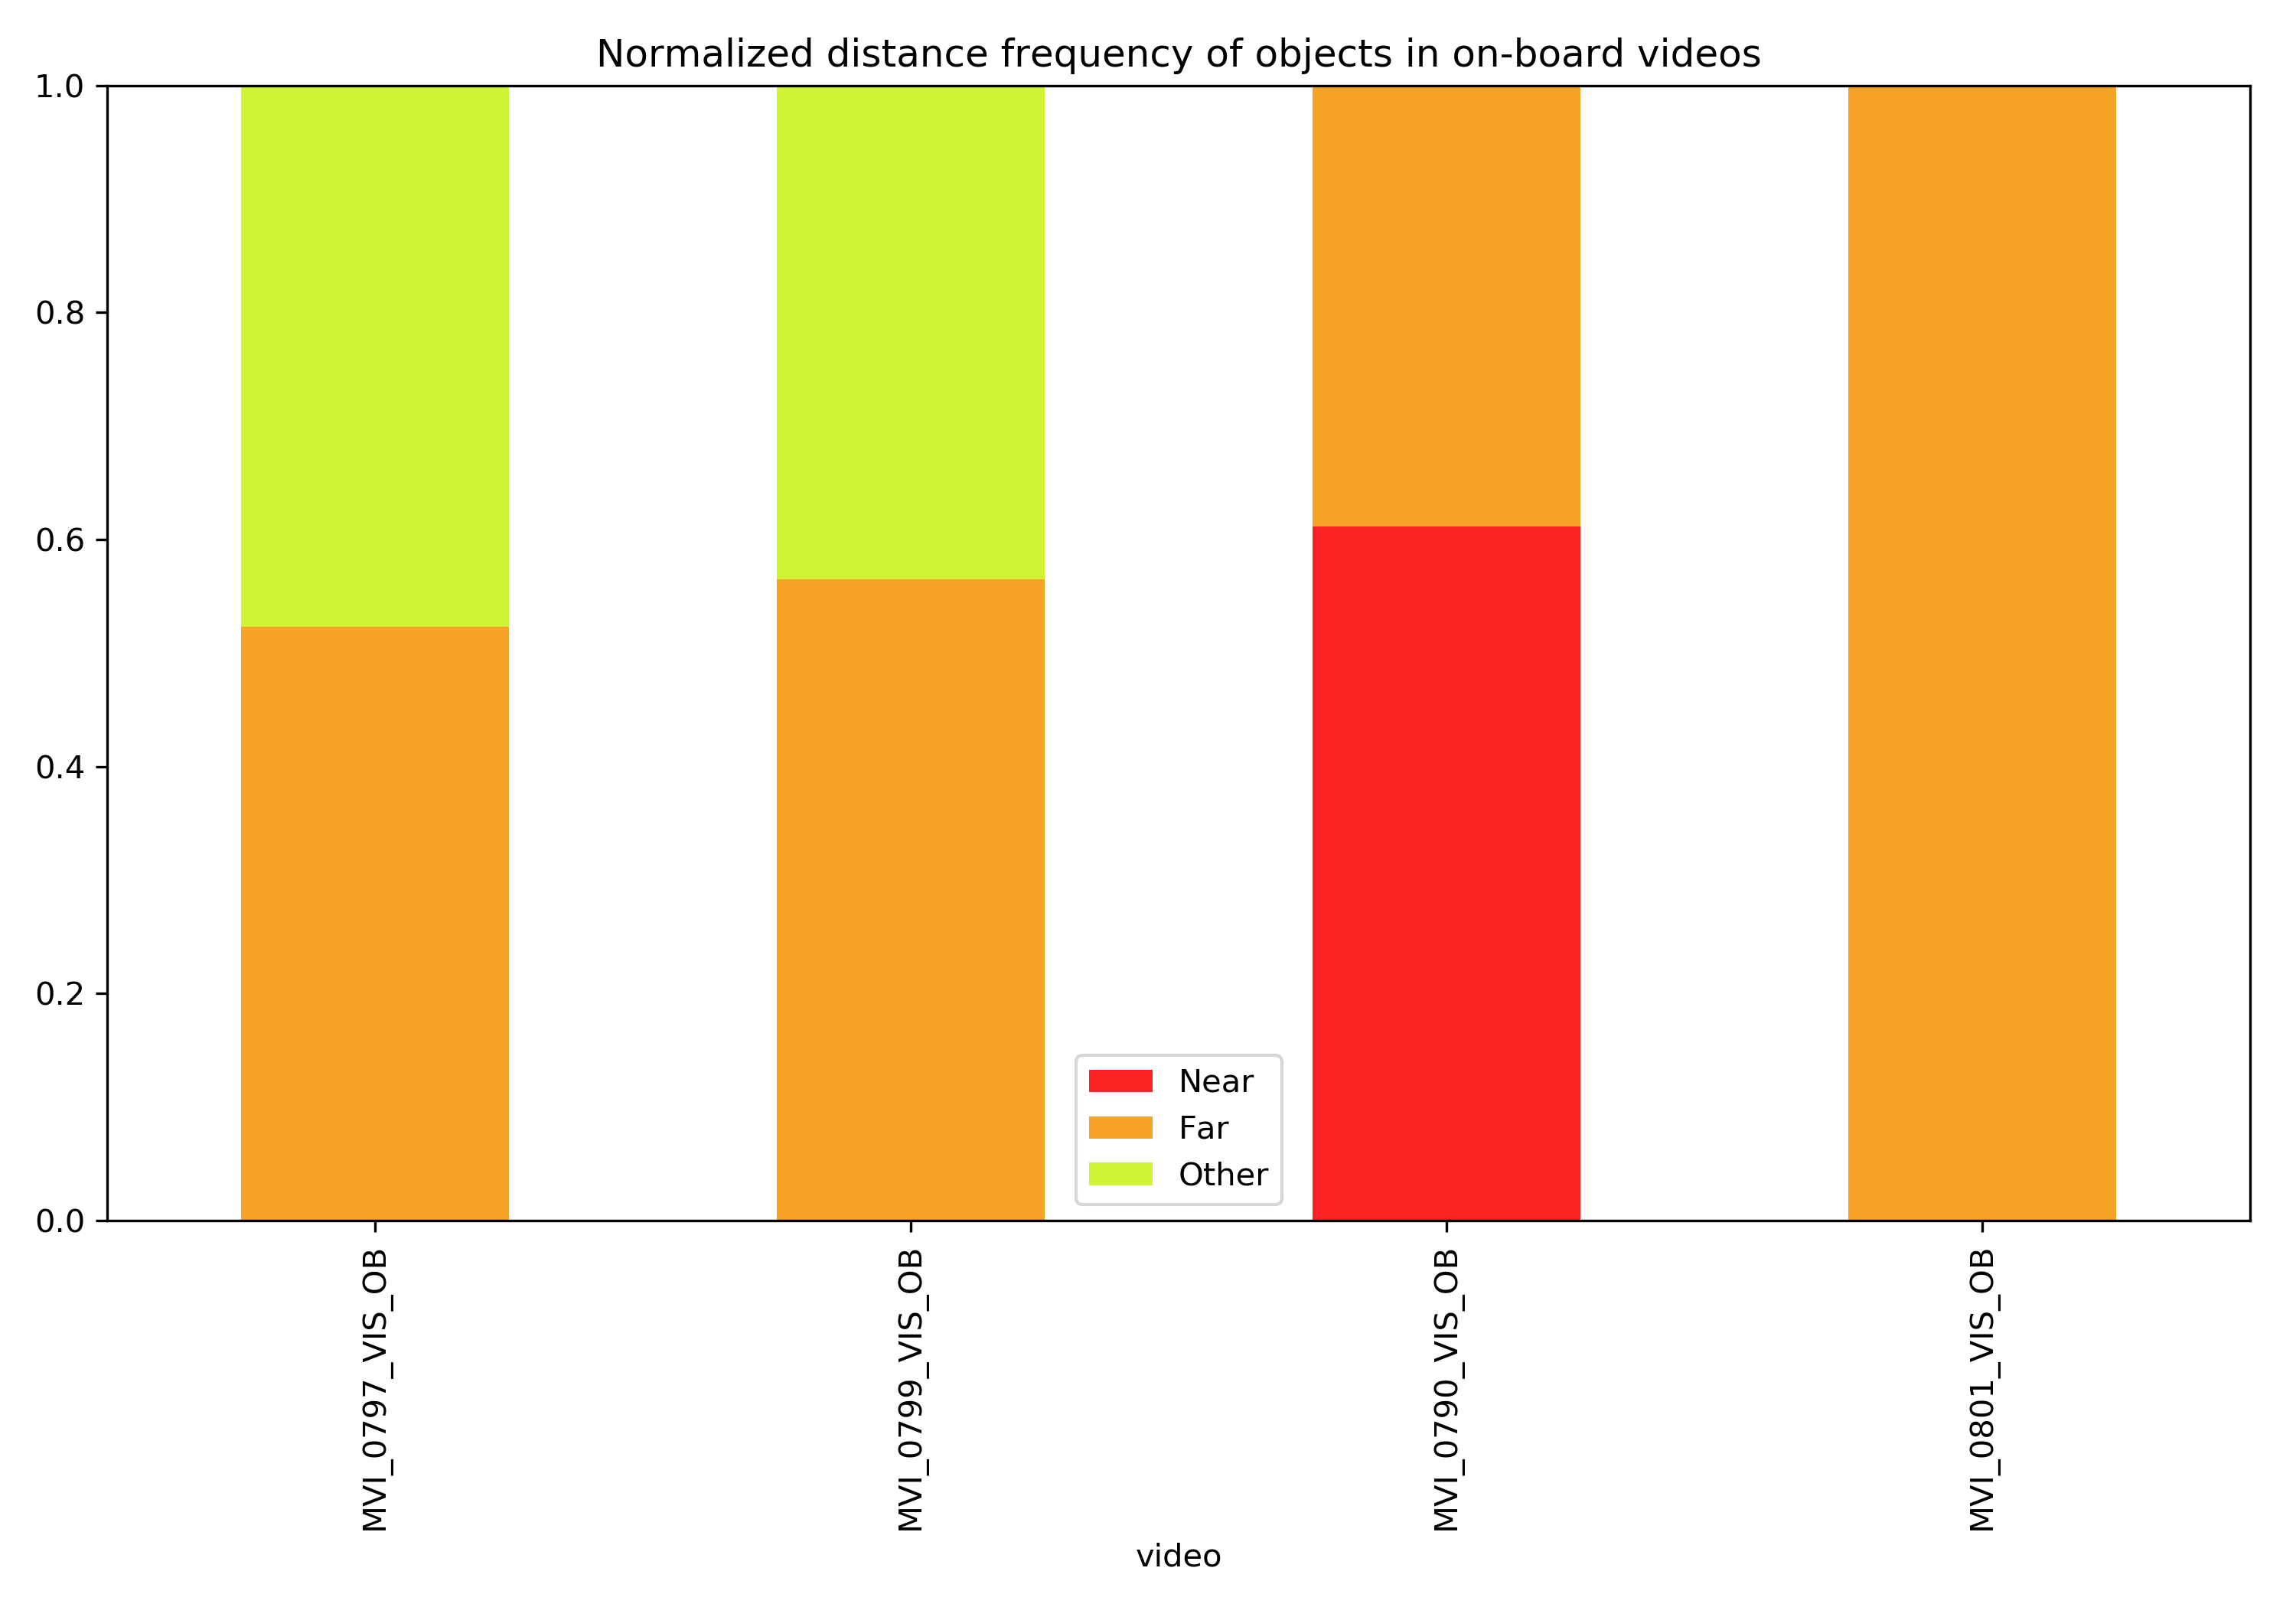 Normalized distance frequency of objects in on-board videos
1.0
0.8
0.6
0.4
0.2
0.0
Near
Far
Other
MVI_0797_VIS_OB
MVI_0799_VIS_OB
MVI_0790_VIS_OB
MVI_0801_VIS_OB
video